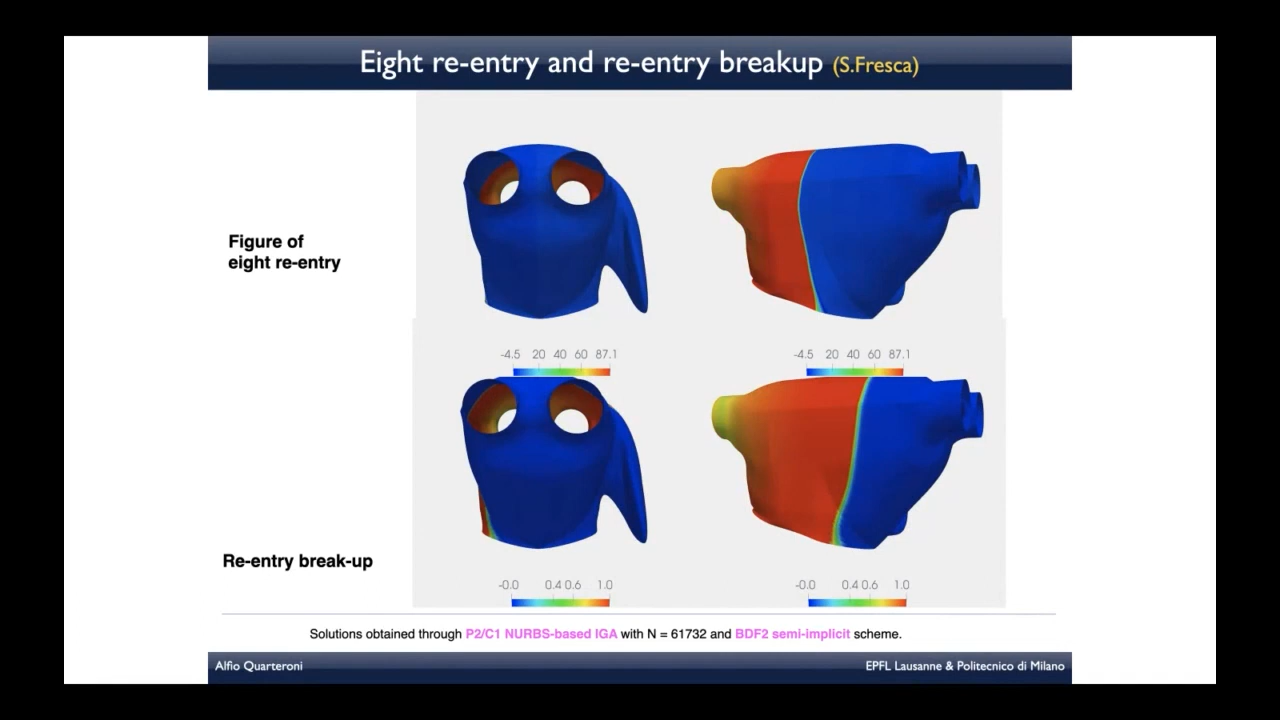 Eight re-entry and re-entry breakup (S.Fresca)
Figure of
eight re-entry
-4.5 20 40 60 87.1
-4.5 20 40 60 87.1
Re-entry break-up
-0.0 0.4 0.6 1.0
-0.0 0.4 0.6 1.0
Solutions obtained through P2/C1 NURBS-based IGA with N = 61732 and BDF2 semi-implicit scheme.
Alfio Quarteroni
EPFL Lausanne & Politecnico di Milano